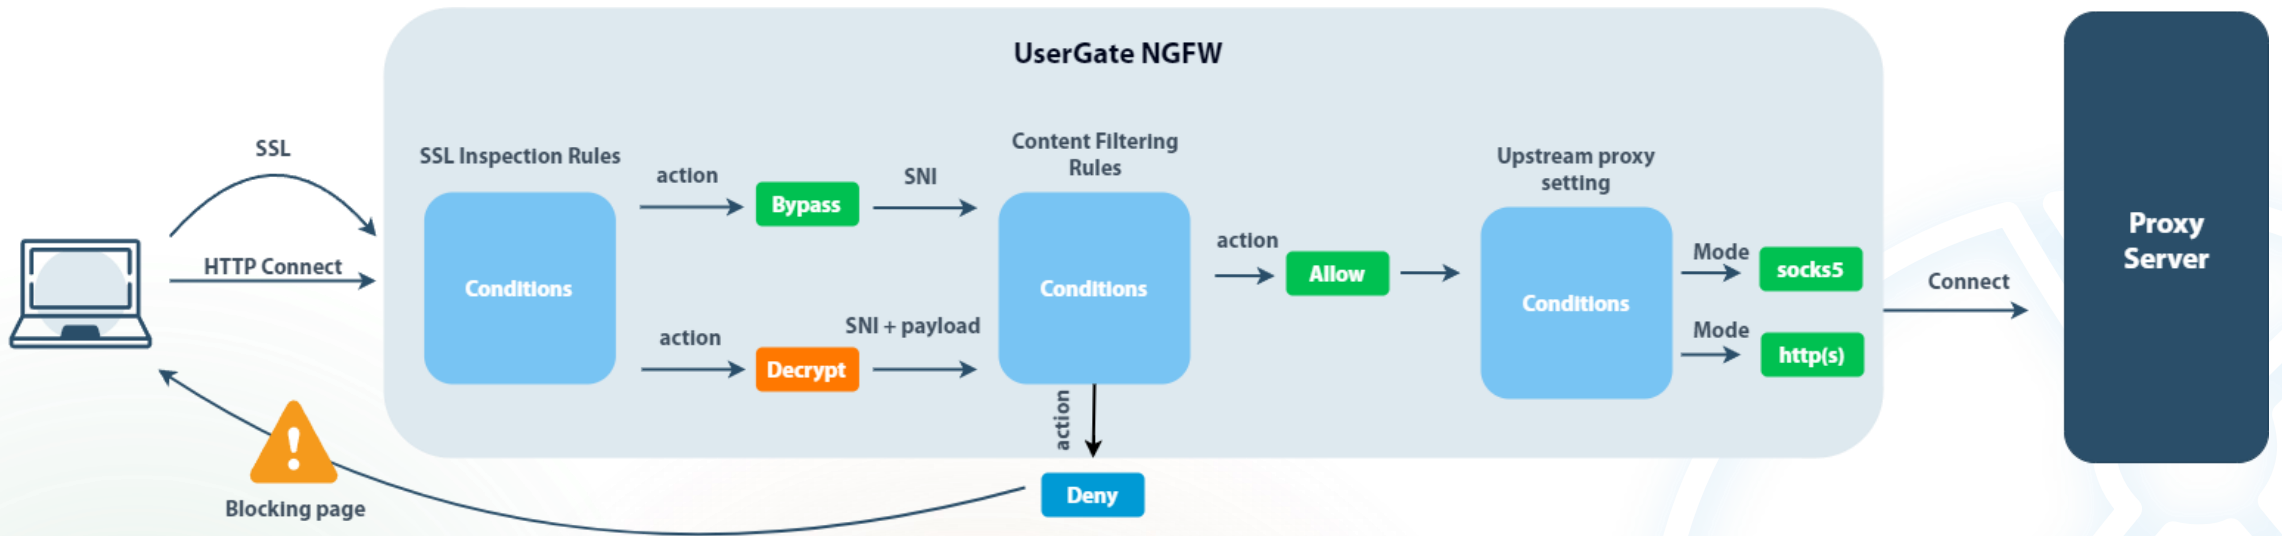 UserGate NGFW
SSL
HTTP Connect
SSL Inspection Rules
Conditions
action
Bypass
SNI
action
Decrypt
SNI + payload
Content Filtering
Rules
Conditions
action
Allow
action
Deny
Blocking page
Upstream proxy
setting
Conditions
Mode
socks5
Mode
http(s)
Connect
Proxy
Server